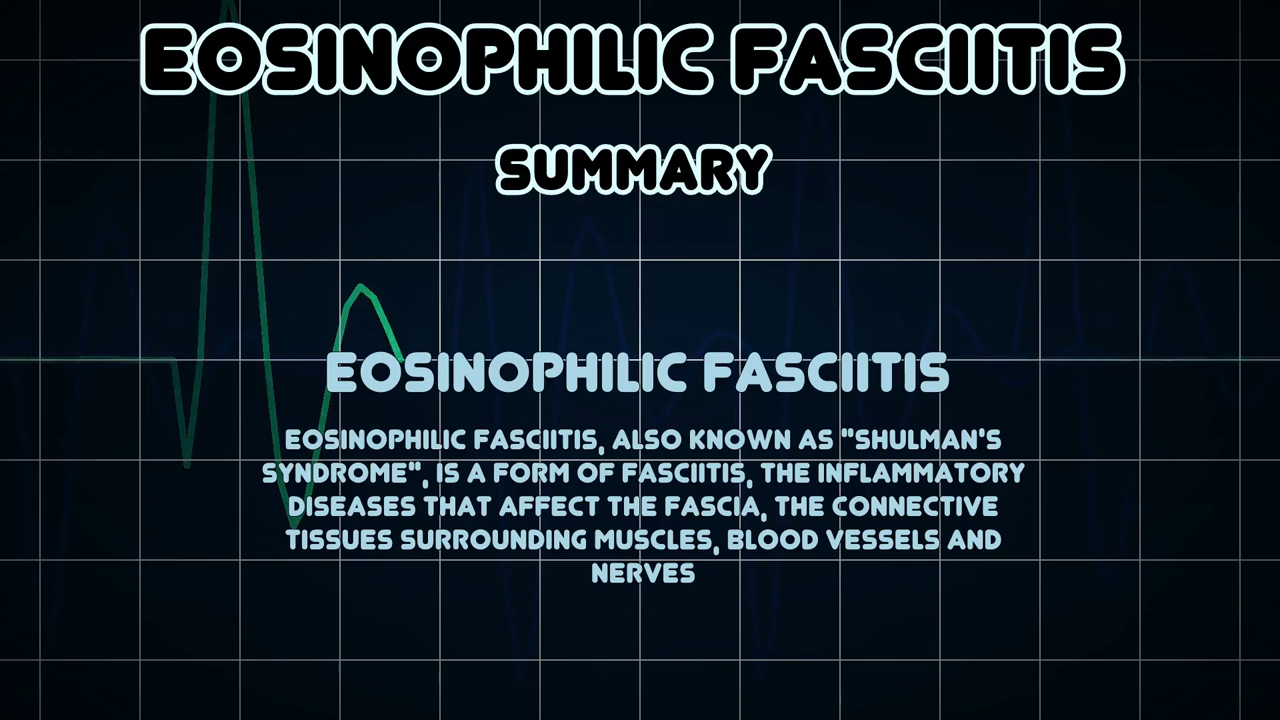 EOSINOPHILIC FASCIITIS
SUMMARY
EOSINOPHILIC FASCIITIS
EOSINOPHILIC FASCIITIS, ALSO KNOWN AS "SHULMAN'S
SYNDROME", IS A FORM OF FASCIITIS, THE INFLAMMATORY
DISEASES THAT AFFECT THE FASCIA, THE CONNECTIVE
TISSUES SURROUNDING MUSCLES, BLOOD VESSELS AND
NERVES